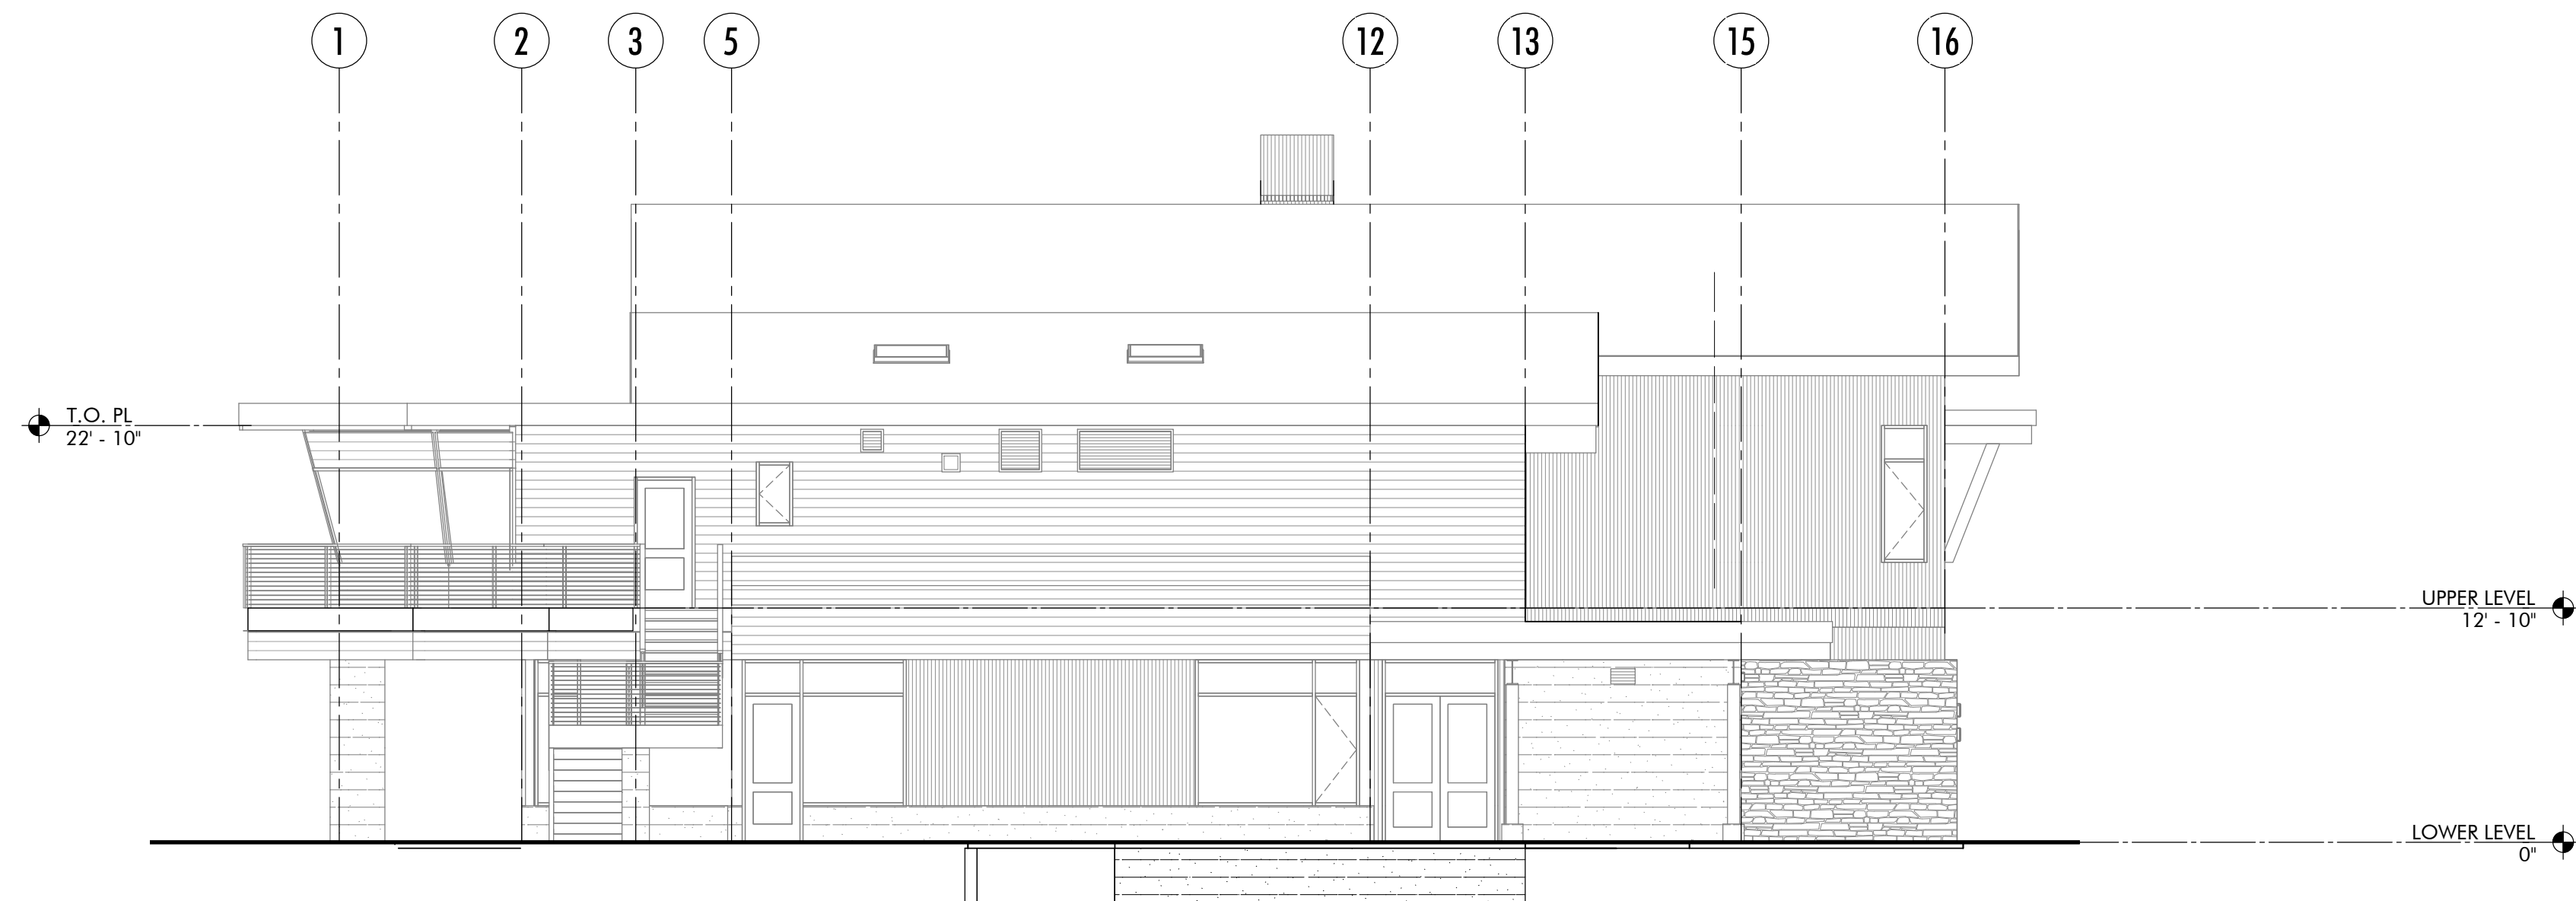 1 2 3 5 12 13 15 16
T.O. PL
22' - 10"
UPPER LEVEL
12' - 10"
LOWER LEVEL
0"